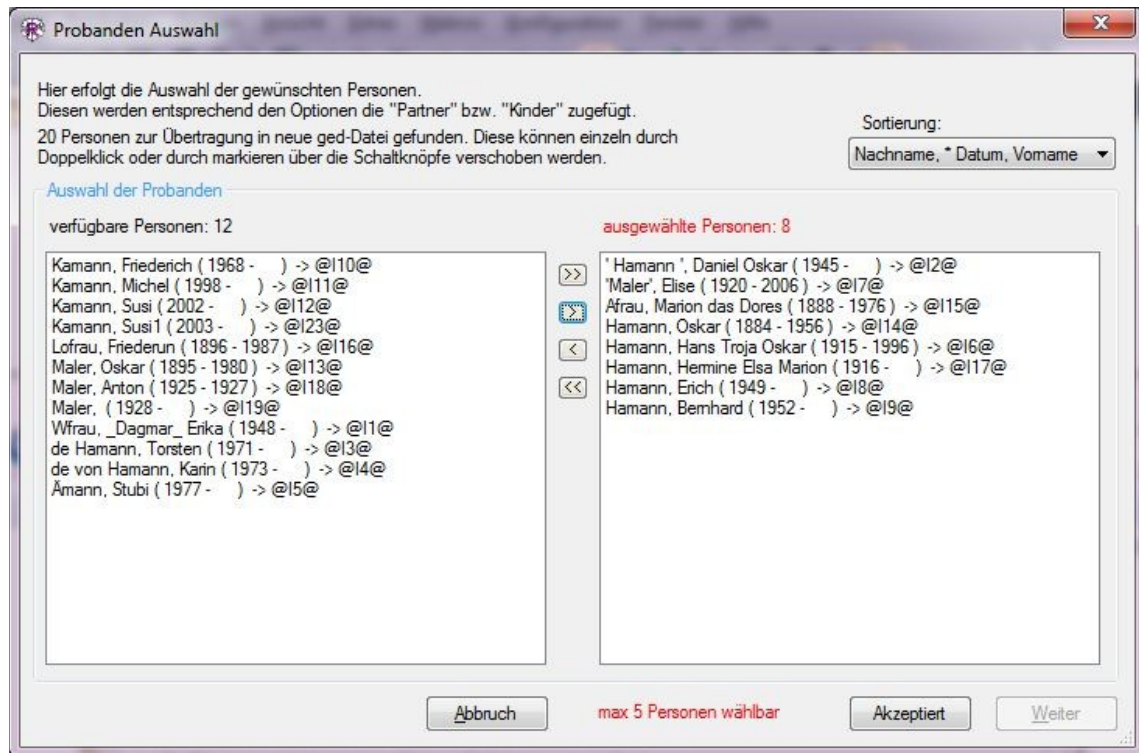 Probanden Auswahl
Hier erfolgt die Auswahl der gewünschten Personen.
Diesen werden entsprechend den Optionen die "Partner" bzw. "Kinder" zugefügt.
20 Personen zur Übertragung in neue ged-Datei gefunden. Diese können einzeln durch
Doppelklick oder durch markieren über die Schaltknöpfe verschoben werden.
Sortierung:
Nachname, * Datum, Vorname
Auswahl der Probanden
verfügbare Personen: 12
Kamann, Friederich ( 1968 -      ) -> @I10@
Kamann, Michel ( 1998 -      ) -> @I11@
Kamann, Susi ( 2002 -      ) -> @I12@
Kamann, Susi1 ( 2003 -      ) -> @I23@
Lofrau, Friederun ( 1896 - 1987 ) -> @I16@
Maler, Oskar ( 1895 - 1980 ) -> @I13@
Maler, Anton ( 1925 - 1927 ) -> @I18@
Maler, ( 1928 -      ) -> @I19@
Wfrau, _Dagmar_ Erika ( 1948 -      ) -> @I1@
de Hamann, Torsten ( 1971 -      ) -> @I3@
de von Hamann, Karin ( 1973 -      ) -> @I4@
Ämann, Stubi ( 1977 -      ) -> @I5@
>>
>
<
<<
ausgewählte Personen: 8
' Hamann ', Daniel Oskar ( 1945 -      ) -> @I2@
'Maler', Elise ( 1920 - 2006 ) -> @I7@
Afrau, Marion das Dores ( 1888 - 1976 ) -> @I15@
Hamann, Oskar ( 1884 - 1956 ) -> @I14@
Hamann, Hans Troja Oskar ( 1915 - 1996 ) -> @I6@
Hamann, Hermine Elsa Marion ( 1916 -      ) -> @I17@
Hamann, Erich ( 1949 -      ) -> @I8@
Hamann, Bernhard ( 1952 -      ) -> @I9@
Abbruch
max 5 Personen wählbar
Akzeptiert
Weiter